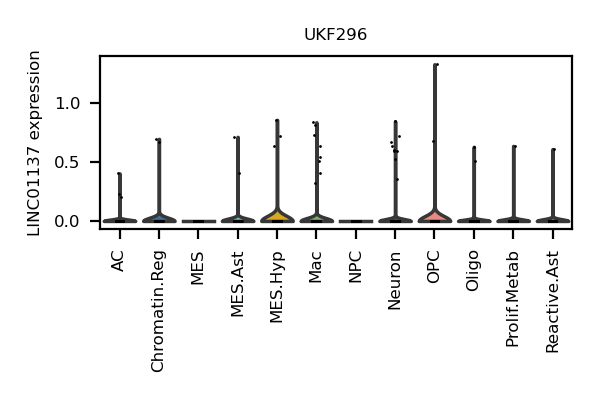 UKF296
LINC01137 expression
1.0
0.5
0.0
AC
Chromatin.Reg
MES
MES.Ast
MES.Hyp
Mac
NPC
Neuron
OPC
Oligo
Prolif.Metab
Reactive.Ast